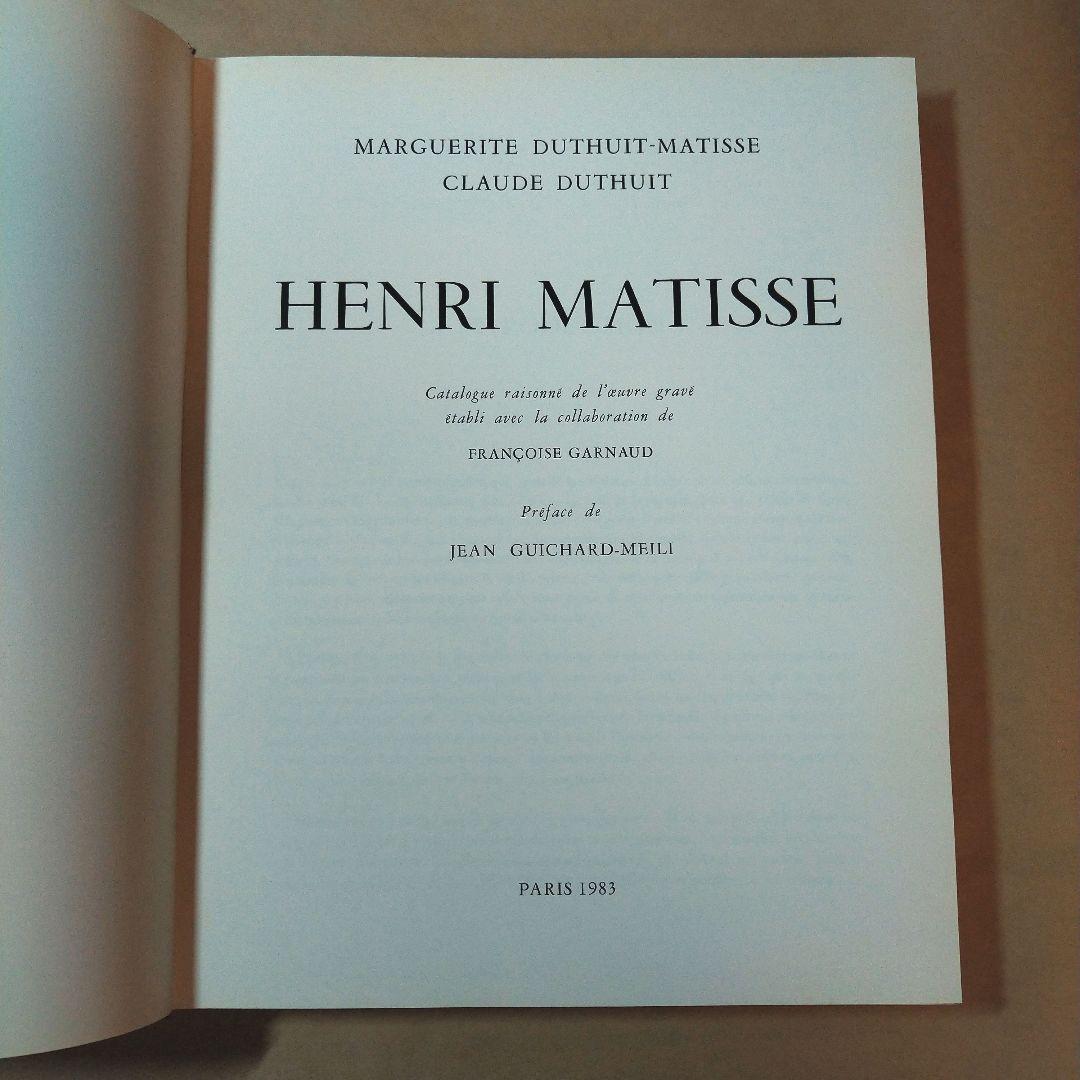 MARGUERITE DUTHUIT-MATISSE
CLAUDE DUTHUIT
HENRI MATISSE
Catalogue raisonné de l'œuvre gravé
établi avec la collaboration de
FRANÇOISE GARNAUD
Préface de
JEAN GUICHARD-MEILI
PARIS 1983